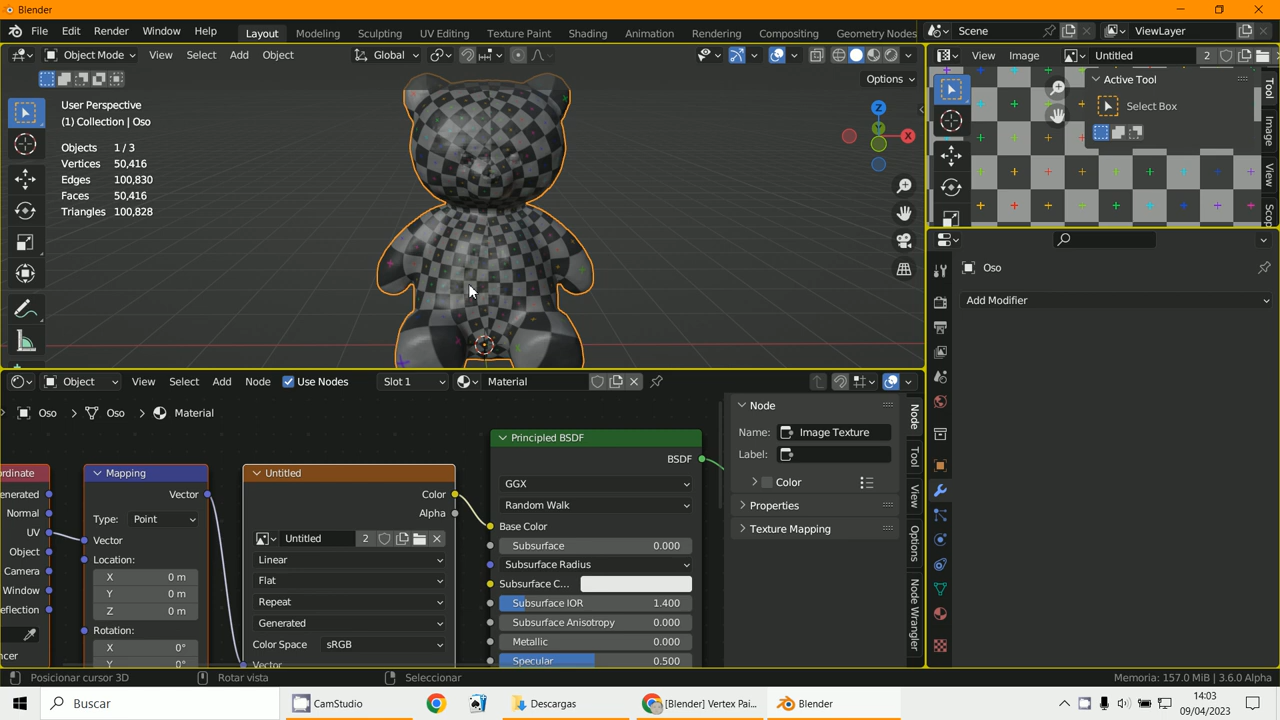 Blender
File Edit Render Window Help Layout Modeling Sculpting UV Editing Texture Paint Shading Animation Rendering Compositing Geometry Nodes Scene ViewLayer
Object Mode View Select Add Object Global
View Image Untitled 2
Options
User Perspective
(1) Collection | Oso
Objects 1 / 3
Vertices 50,416
Edges 100,830
Faces 50,416
Triangles 100,828
Z
Y
X
Active Tool
Select Box
Tool
Image
View
Scop
Oso
Add Modifier
Object View Select Add Node Use Nodes Slot 1 Material
Oso Oso Material
ordinate
enerated
Normal
UV
Object
Camera
Window
eflection
ncer
Mapping
Vector
Type: Point
Vector
Location:
X 0 m
Y 0 m
Z 0 m
Rotation:
X 0°
Y 0°
Untitled
Color
Alpha
Untitled 2
Linear
Flat
Repeat
Generated
Color Space sRGB
Vector
Principled BSDF
BSDF
GGX
Random Walk
Base Color
Subsurface 0.000
Subsurface Radius
Subsurface C...
Subsurface IOR 1.400
Subsurface Anisotropy 0.000
Metallic 0.000
Specular 0.500
Node
Name: Image Texture
Label:
Color
Properties
Texture Mapping
Node
Tool
View
Options
Node Wrangler
Posicionar cursor 3D Rotar vista Seleccionar Memoria: 157.0 MiB | 3.6.0 Alpha
Buscar CamStudio Descargas [Blender] Vertex Pai... Blender
14:03
09/04/2023